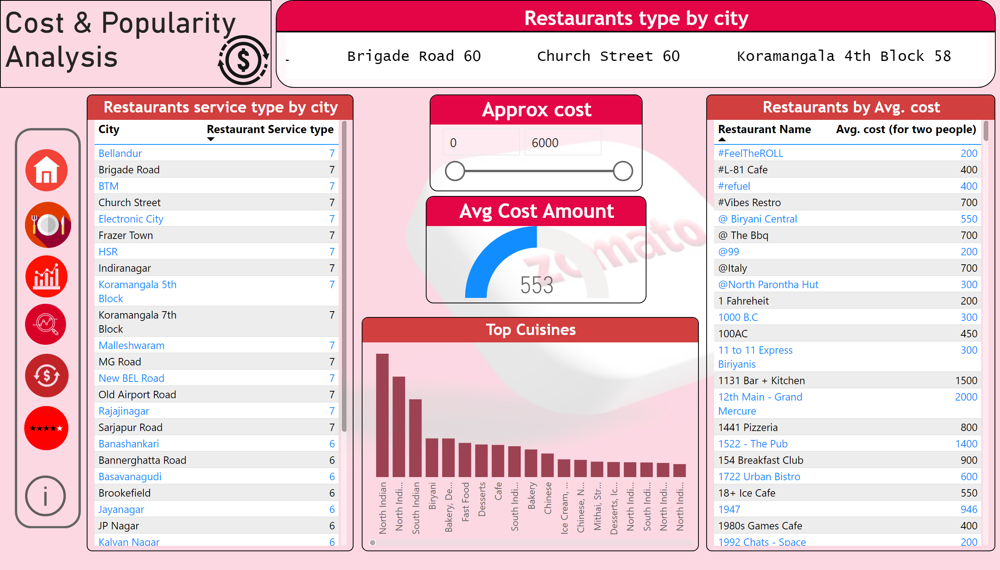 Cost & Popularity
Analysis
Restaurants type by city
Brigade Road 60
Church Street 60
Koramangala 4th Block 58
Restaurants service type by city
City Restaurant Service type
Bellandur 7
Brigade Road 7
BTM 7
Church Street 7
Electronic City 7
Frazer Town 7
HSR 7
Indiranagar 7
Koramangala 5th 7
Block
Koramangala 7th 7
Block
Malleshwaram 7
MG Road 7
New BEL Road 7
Old Airport Road 7
Rajajinagar 7
Sarjapur Road 7
Banashankari 6
Bannerghatta Road 6
Basavanagudi 6
Brookefield 6
Jayanagar 6
JP Nagar 6
Kalyan Nagar 6
Approx cost
0 6000
Avg Cost Amount
553
zomato
Top Cuisines
North Indian
North Indi...
South Indian
Biryani
Bakery, De...
Fast Food
Desserts
Cafe
South Indi...
Bakery
Chinese
Ice Cream, ...
Chinese, N...
Mithai, Str...
Desserts, Ic...
North Indi...
South Indi...
North Indi...
North Indi...
Restaurants by Avg. cost
Restaurant Name Avg. cost (for two people)
#FeelTheROLL 200
#L-81 Cafe 400
#refuel 400
#Vibes Restro 700
@ Biryani Central 550
@ The Bbq 700
@99 200
@Italy 700
@North Parontha Hut 300
1 Fahreheit 200
1000 B.C 300
100AC 450
11 to 11 Express 300
Biriyanis
1131 Bar + Kitchen 1500
12th Main - Grand 2000
Mercure
1441 Pizzeria 800
1522 - The Pub 1400
154 Breakfast Club 900
1722 Urban Bistro 600
18+ Ice Cafe 550
1947 946
1980s Games Cafe 400
1992 Chats - Space 200